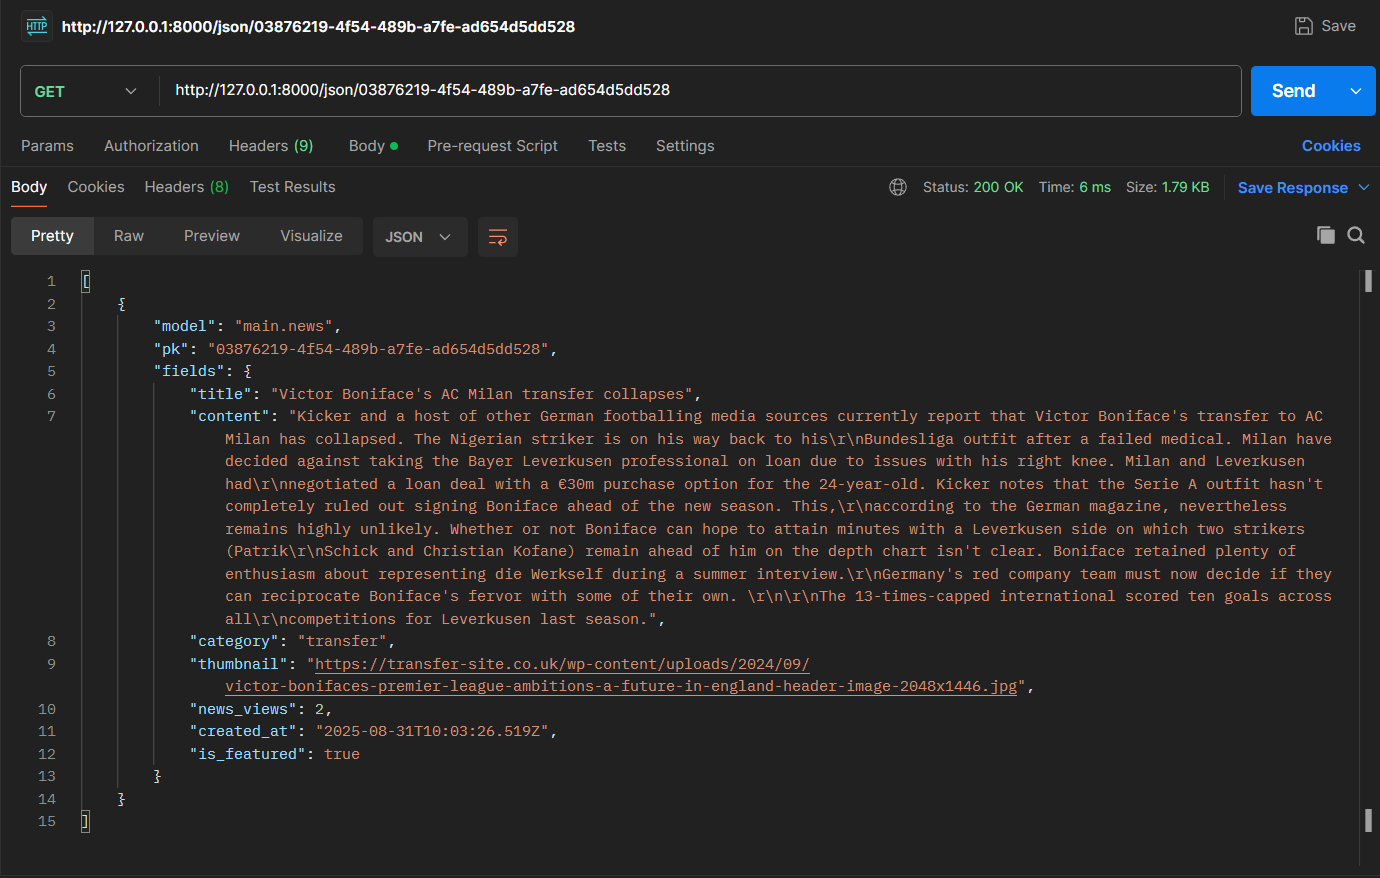 HTTP http://127.0.0.1:8000/json/03876219-4f54-489b-a7fe-ad654d5dd528 Save
GET http://127.0.0.1:8000/json/03876219-4f54-489b-a7fe-ad654d5dd528 Send
Params Authorization Headers (9) Body Pre-request Script Tests Settings Cookies
Body Cookies Headers (8) Test Results Status: 200 OK Time: 6 ms Size: 1.79 KB Save Response
Pretty Raw Preview Visualize JSON
1 [
2 {
3 "model": "main.news",
4 "pk": "03876219-4f54-489b-a7fe-ad654d5dd528",
5 "fields": {
6 "title": "Victor Boniface's AC Milan transfer collapses",
7 "content": "Kicker and a host of other German footballing media sources currently report that Victor Boniface's transfer to AC
Milan has collapsed. The Nigerian striker is on his way back to his\r\nBundesliga outfit after a failed medical. Milan have
decided against taking the Bayer Leverkusen professional on loan due to issues with his right knee. Milan and Leverkusen
had\r\nnegotiated a loan deal with a €30m purchase option for the 24-year-old. Kicker notes that the Serie A outfit hasn't
completely ruled out signing Boniface ahead of the new season. This,\r\naccording to the German magazine, nevertheless
remains highly unlikely. Whether or not Boniface can hope to attain minutes with a Leverkusen side on which two strikers
(Patrik\r\nSchick and Christian Kofane) remain ahead of him on the depth chart isn't clear. Boniface retained plenty of
enthusiasm about representing die Werkself during a summer interview.\r\nGermany's red company team must now decide if they
can reciprocate Boniface's fervor with some of their own. \r\n\r\nThe 13-times-capped international scored ten goals across
all\r\ncompetitions for Leverkusen last season.",
8 "category": "transfer",
9 "thumbnail": "https://transfer-site.co.uk/wp-content/uploads/2024/09/
victor-bonifaces-premier-league-ambitions-a-future-in-england-header-image-2048x1446.jpg",
10 "news_views": 2,
11 "created_at": "2025-08-31T10:03:26.519Z",
12 "is_featured": true
13 }
14 }
15 ]